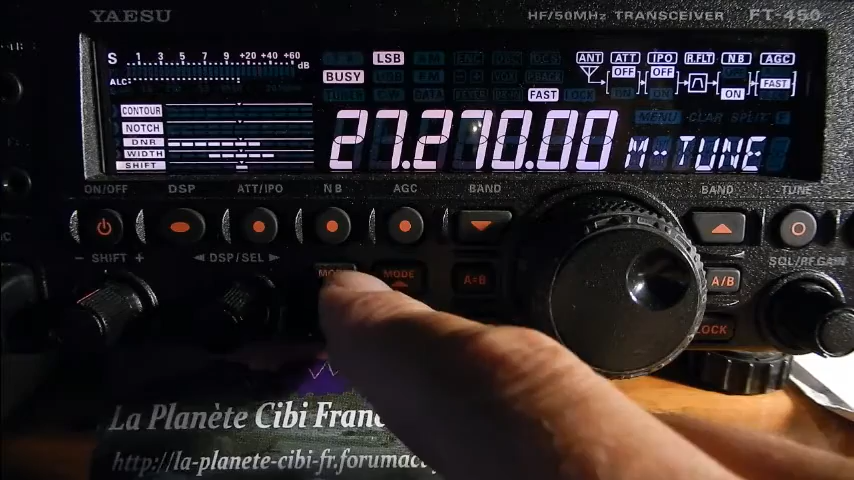 YAESU HF/50MHz TRANSCEIVER FT-450
S 1 3 5 7 9 +20 +40 +60 dB LSB ANT ATT IPO R.FLT NB AGC
ALC BUSY OFF OFF FAST
FAST ON
CONTOUR
NOTCH
DNR
WIDTH
SHIFT
27.270.00 M-TUNE
MENU CLAR SPLIT
ON/OFF DSP ATT/IPO NB AGC BAND BAND TUNE
- SHIFT + ◄DSP/SEL► MODE A=B A/B SQL/RF GAIN
LOCK
La Planète Cibi Franc
http://la-planete-cibi-fr.forumac